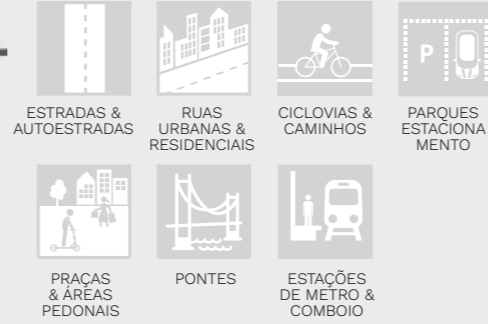 P
ESTRADAS &
AUTOESTRADAS
RUAS
URBANAS &
RESIDENCIAIS
CICLOVIAS &
CAMINHOS
PARQUES
ESTACIONA
MENTO
PRAÇAS
& ÁREAS
PEDONAIS
PONTES
ESTAÇÕES
DE METRO &
COMBOIO